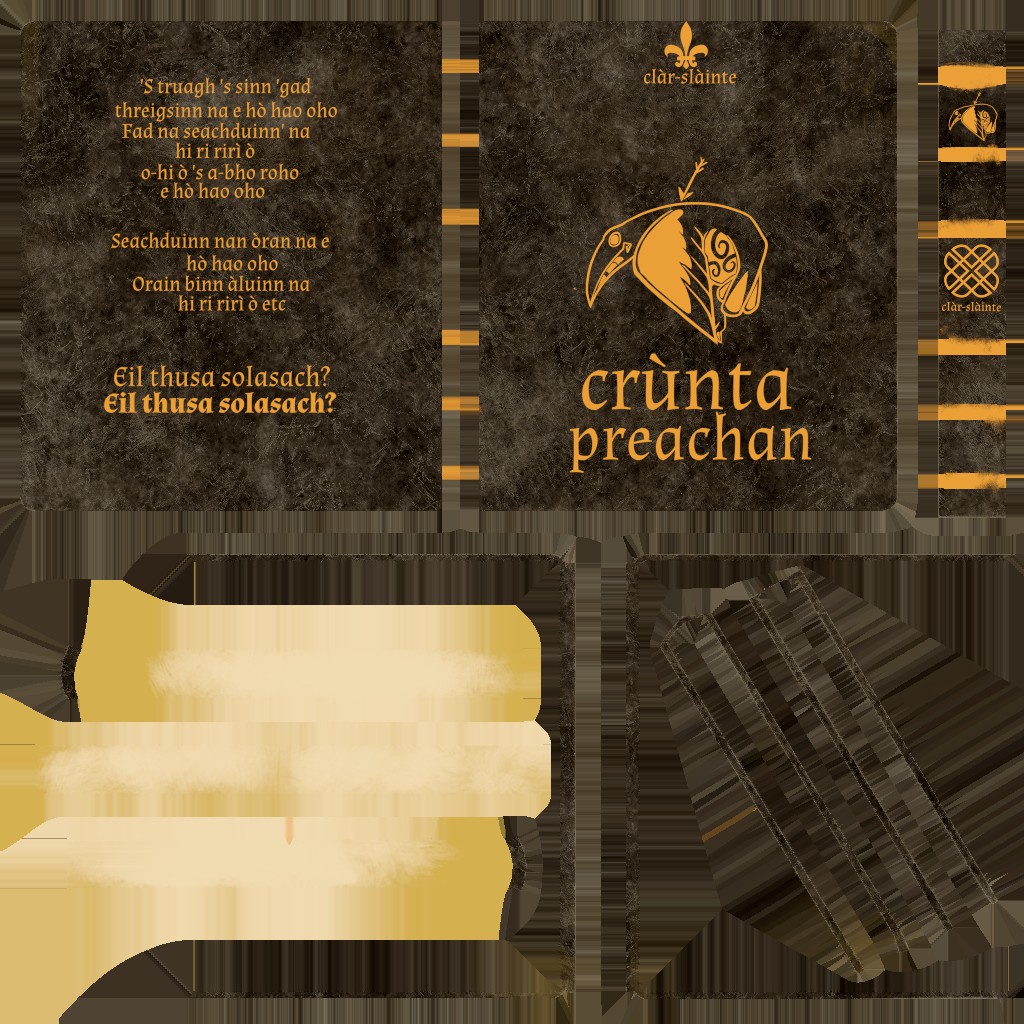 'S truagh 's sinn 'gad
threigsinn na e hò hao oho
Fad na seachduinn' na
hi ri rirì ò
o-hi ò 's a-bho roho
e hò hao oho
Seachduinn nan òran na e
hò hao oho
Orain binn àluinn na
hi ri rirì ò etc
Eil thusa solasach?
Eil thusa solasach?
clàr-slàinte
crùnta
preachan
clàr-slàinte